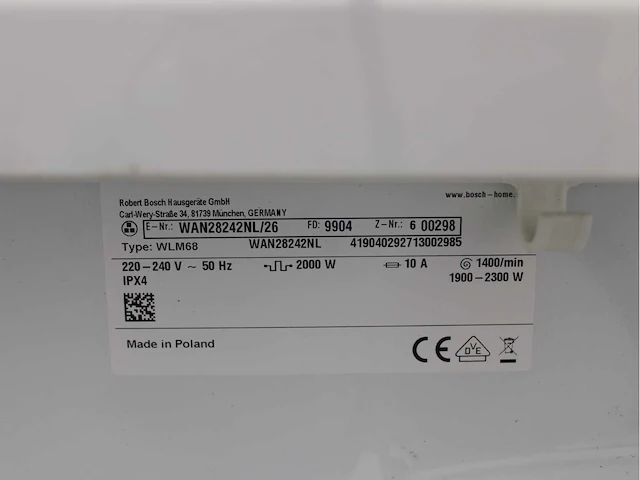 Robert Bosch Hausgeräte GmbH
www.bosch-home.
Carl-Wery-Straße 34, 81739 München, GERMANY
E-Nr.: WAN28242NL/26 FD: 9904 Z-Nr.: 6 00298
Type: WLM68 WAN28242NL 419040292713002985
220-240 V ~ 50 Hz 2000 W 10 A 1400/min
IPX4 1900-2300 W
Made in Poland
CE DVE